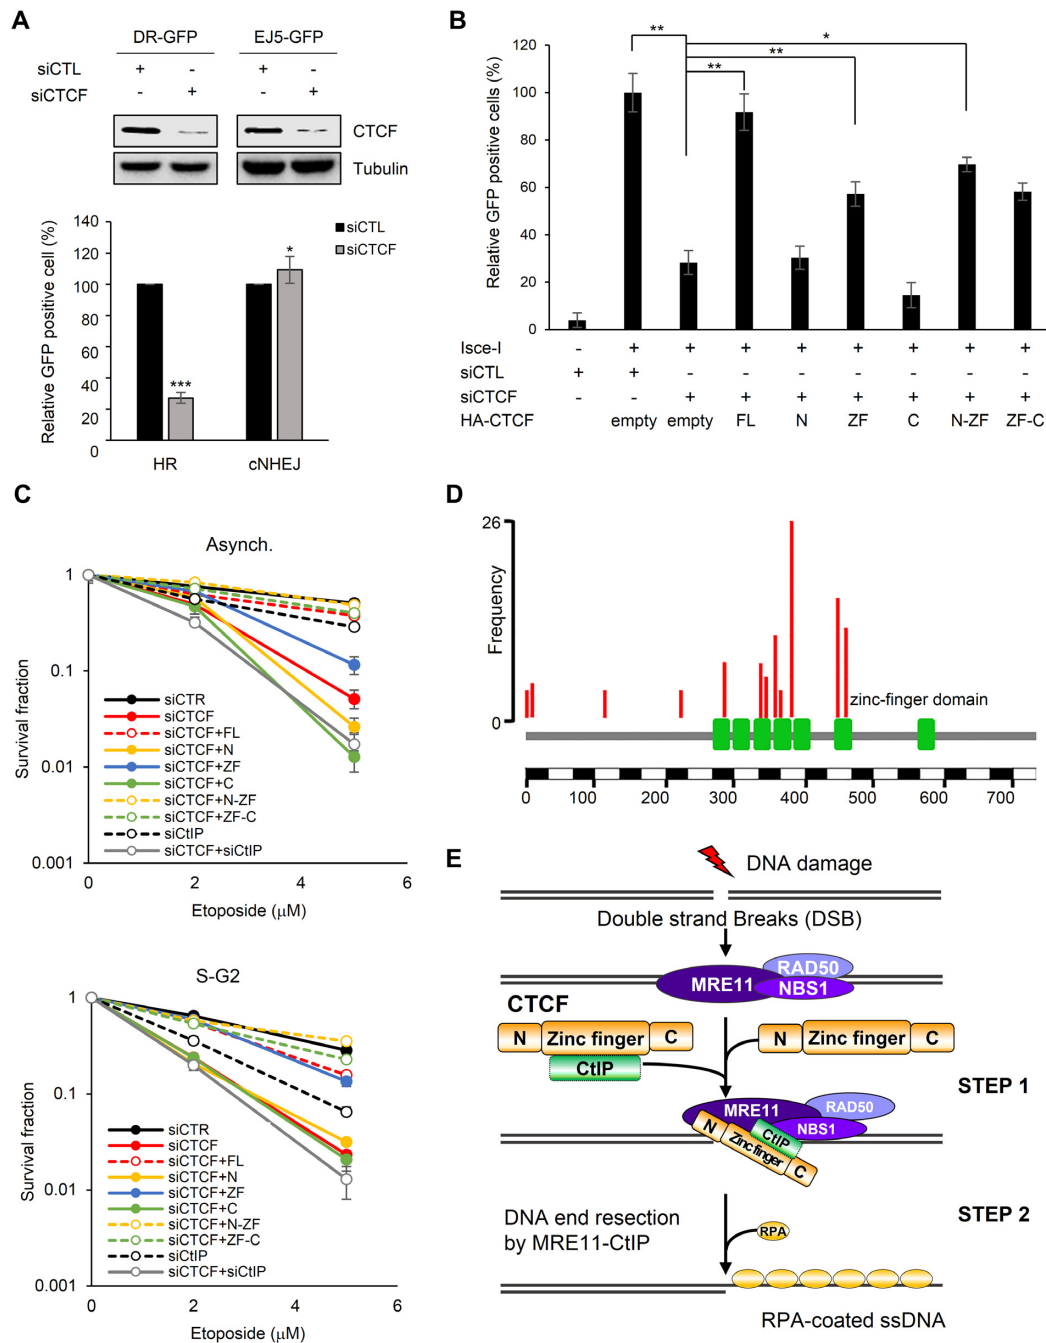 A
DR-GFP EJ5-GFP
siCTL + - + -
siCTCF - + - +
CTCF
Tubulin
Relative GFP positive cell (%)
140
120
100
80
60
40
20
0
siCTL
siCTCF
***
*
HR cNHEJ
B
Relative GFP positive cells (%)
120
100
80
60
40
20
0
** ** ** *
Isce-I - + + + + + + + +
siCTL + + - - - - - - -
siCTCF - - + + + + + + +
HA-CTCF empty empty FL N ZF C N-ZF ZF-C
C
Asynch.
Survival fraction
1
0.1
0.01
0.001
siCTR
siCTCF
siCTCF+FL
siCTCF+N
siCTCF+ZF
siCTCF+C
siCTCF+N-ZF
siCTCF+ZF-C
siCtIP
siCTCF+siCtIP
0 2 4 6
Etoposide (μM)
S-G2
Survival fraction
1
0.1
0.01
0.001
siCTR
siCTCF
siCTCF+FL
siCTCF+N
siCTCF+ZF
siCTCF+C
siCTCF+N-ZF
siCTCF+ZF-C
siCtIP
siCTCF+siCtIP
0 2 4 6
Etoposide (μM)
D
Frequency
26
0
zinc-finger domain
0 100 200 300 400 500 600 700
E
DNA damage
Double strand Breaks (DSB)
MRE11 RAD50 NBS1
CTCF
N Zinc finger C
CtIP
N Zinc finger C
STEP 1
MRE11 RAD50 NBS1
N Zinc finger C
CtIP
STEP 2
DNA end resection
by MRE11-CtIP
RPA
RPA-coated ssDNA